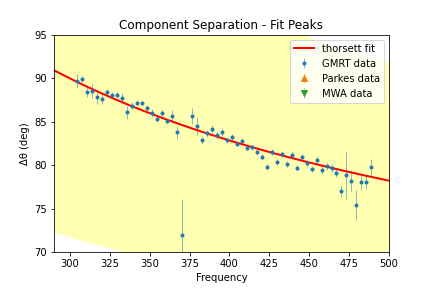 Component Separation - Fit Peaks
95
90
85
80
75
70
Δθ (deg)
thorsett fit
GMRT data
Parkes data
MWA data
300
325
350
375
400
425
450
475
500
Frequency